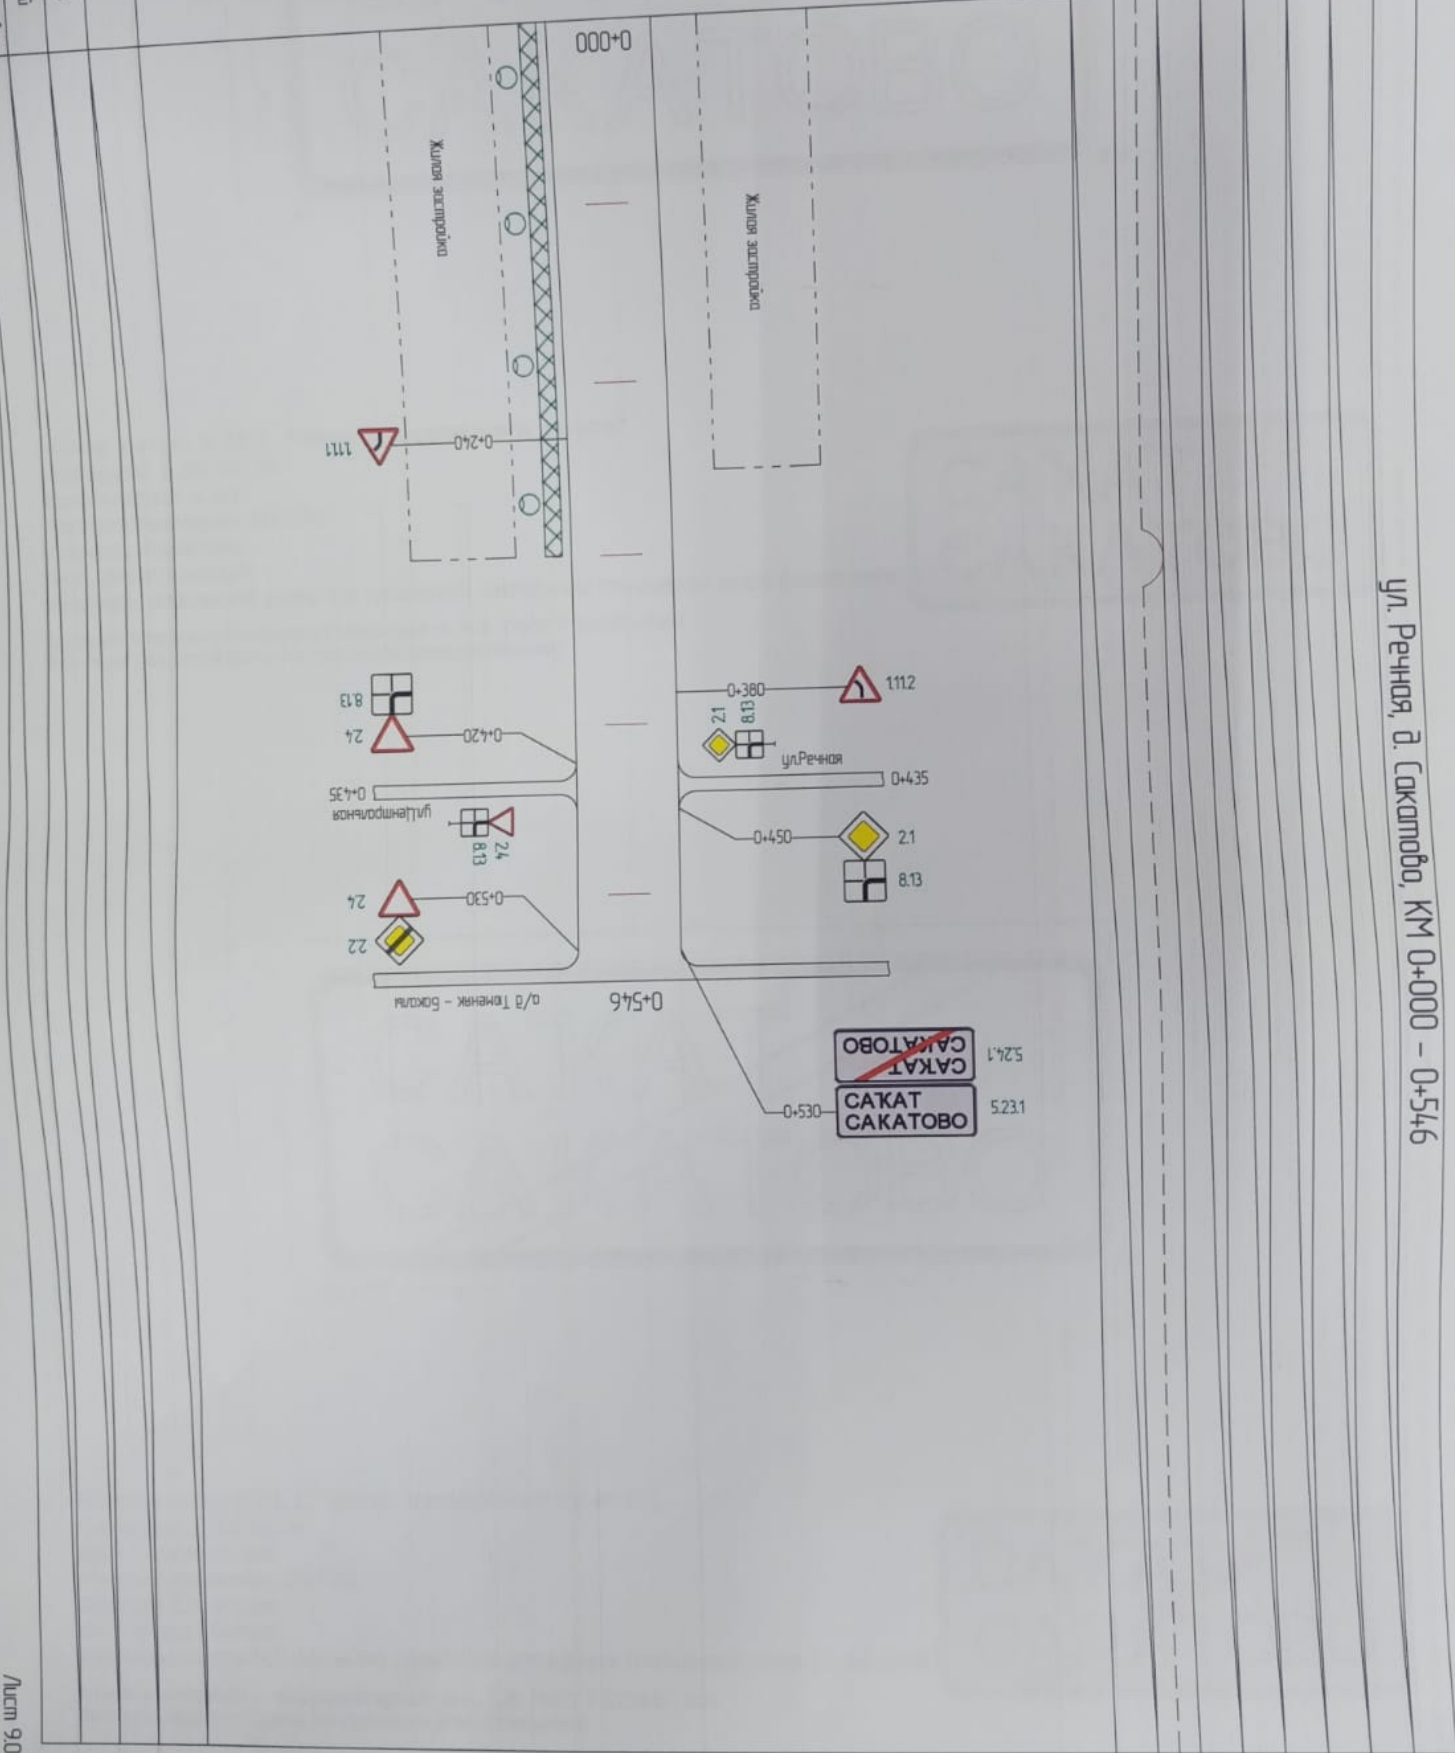 ул. Речная, д. Сакатово, КМ 0+000 - 0+546
0+000
Жилая застройка
Жилая застройка
1.11.1
0+240
8.13
2.4
0+420
0+380
1.11.2
2.1
8.13
ул.Речная
0+435
0+435
ул.Центральная
8.13
2.4
0+450
2.1
8.13
2.4
0+530
2.2
а/д Тюменяк - Бакалы
0+546
САКАТ
САКАТОВО
5.24.1
0+530
САКАТ
САКАТОВО
5.23.1
Лист 9.0